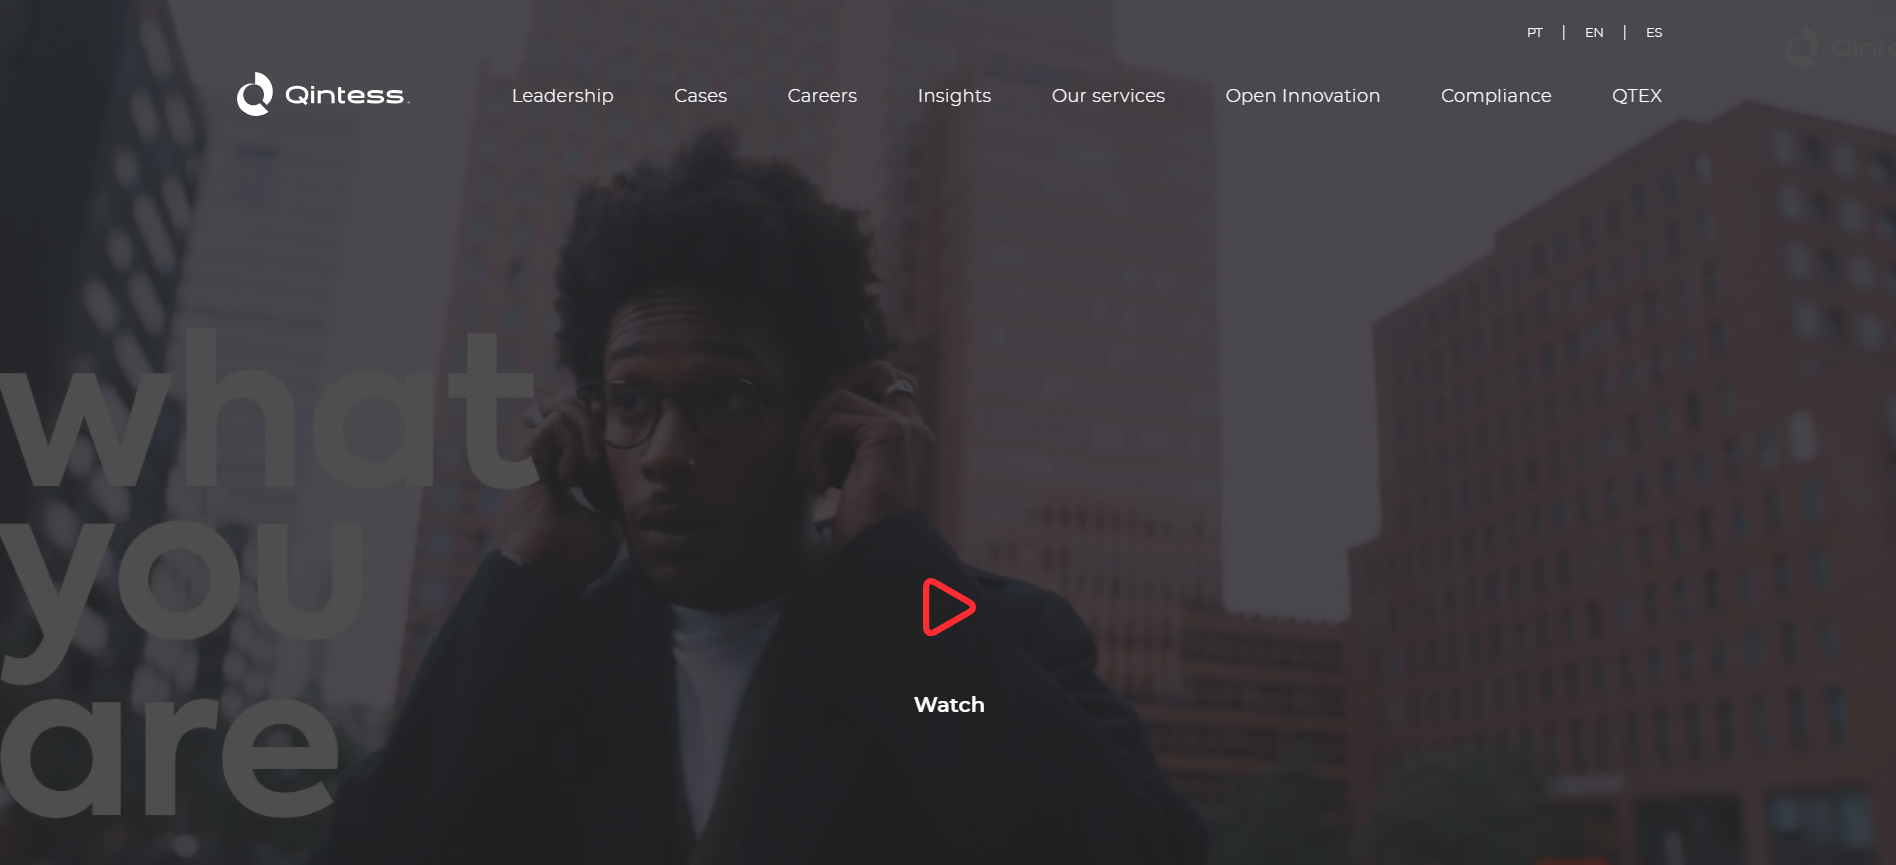 PT | EN | ES
Qintess
Leadership Cases Careers Insights Our services Open Innovation Compliance QTEX
what
you
are
Watch